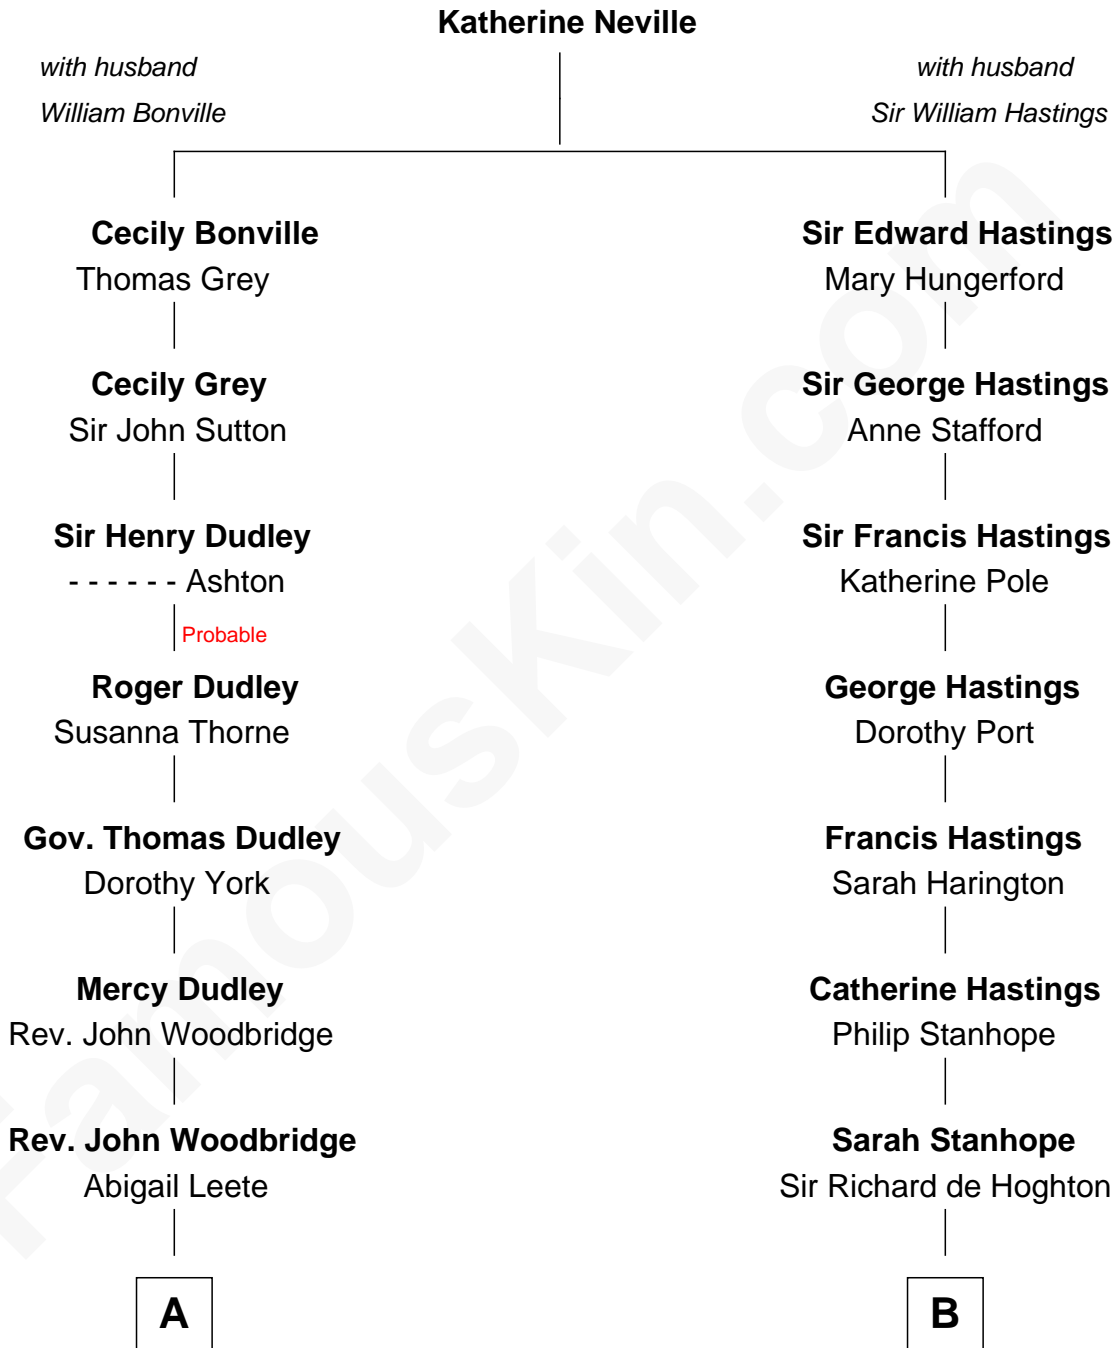 Katherine Neville
with husband
William Bonville
with husband
Sir William Hastings
Cecily Bonville
Thomas Grey
Sir Edward Hastings
Mary Hungerford
Cecily Grey
Sir John Sutton
Sir George Hastings
Anne Stafford
Sir Henry Dudley
- - - - - - Ashton
Probable
Sir Francis Hastings
Katherine Pole
Roger Dudley
Susanna Thorne
George Hastings
Dorothy Port
Gov. Thomas Dudley
Dorothy York
Francis Hastings
Sarah Harington
Mercy Dudley
Rev. John Woodbridge
Catherine Hastings
Philip Stanhope
Rev. John Woodbridge
Abigail Leete
Sarah Stanhope
Sir Richard de Hoghton
A
B
FamousKin.com